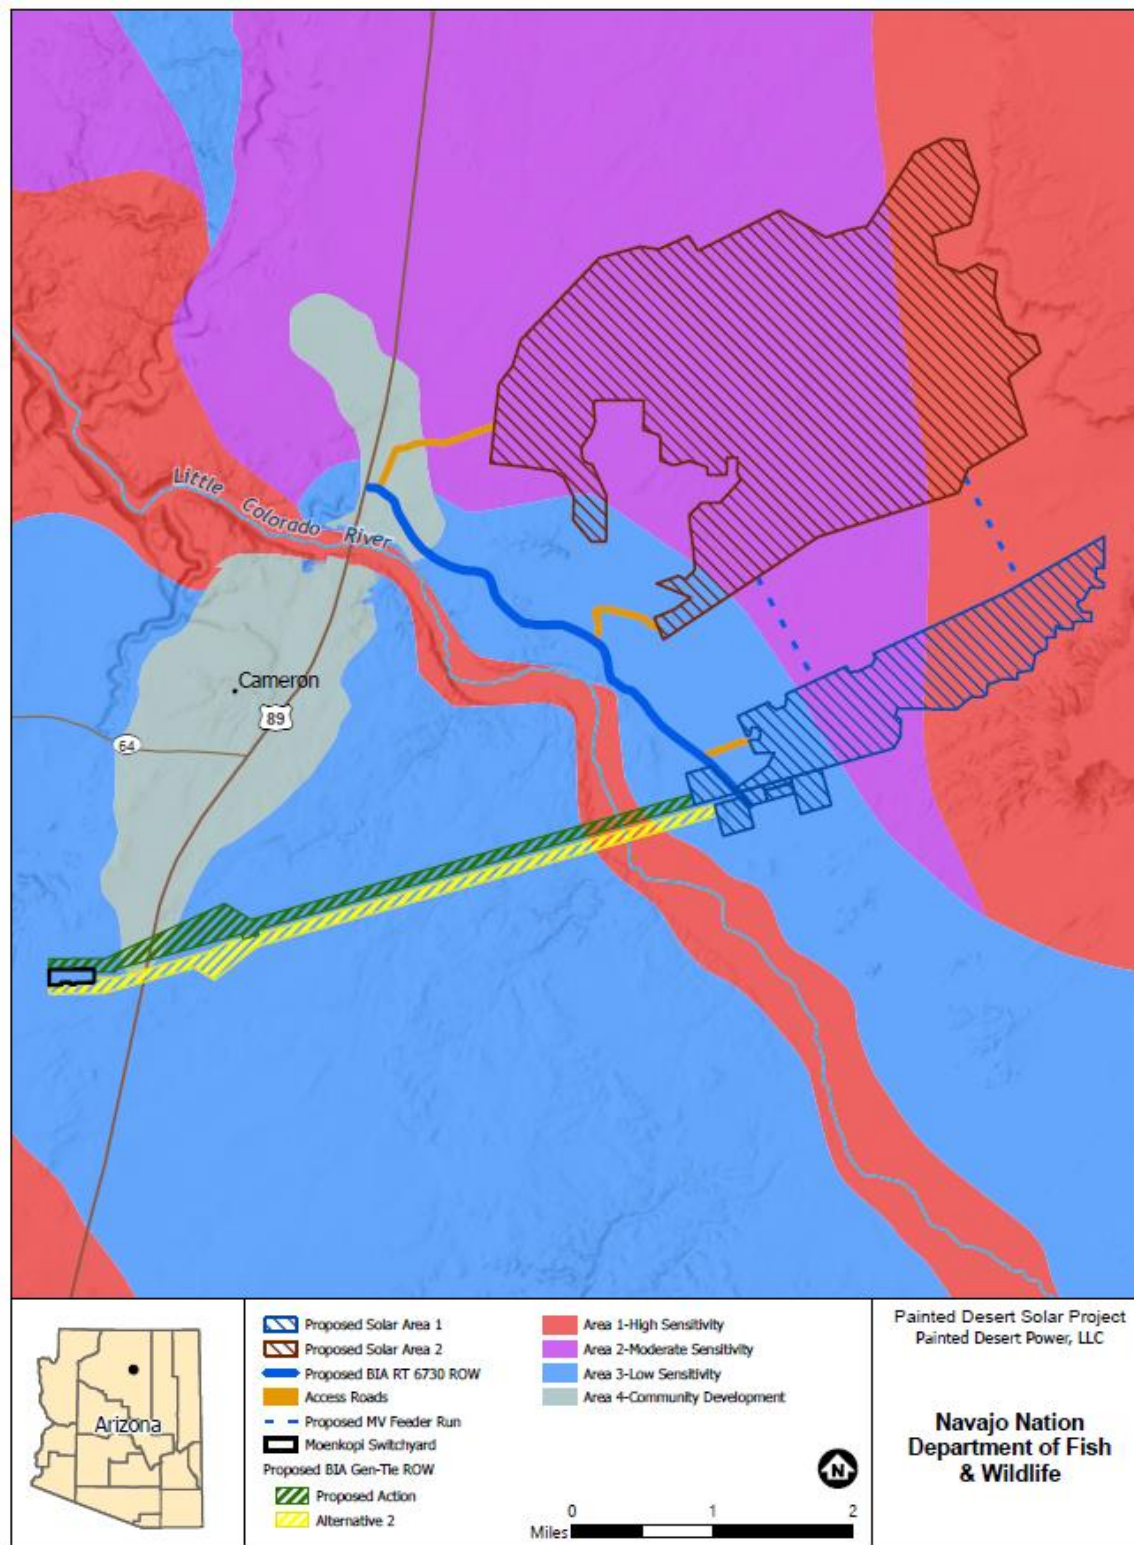 Little Colorado River
Cameron
89
64
Arizona
Proposed Solar Area 1
Proposed Solar Area 2
Proposed BIA RT 6730 ROW
Access Roads
Proposed MV Feeder Run
Moenkopi Switchyard
Proposed BIA Gen-Tie ROW
Proposed Action
Alternative 2
Area 1-High Sensitivity
Area 2-Moderate Sensitivity
Area 3-Low Sensitivity
Area 4-Community Development
N
0 1 2
Miles
Painted Desert Solar Project
Painted Desert Power, LLC
Navajo Nation
Department of Fish
& Wildlife